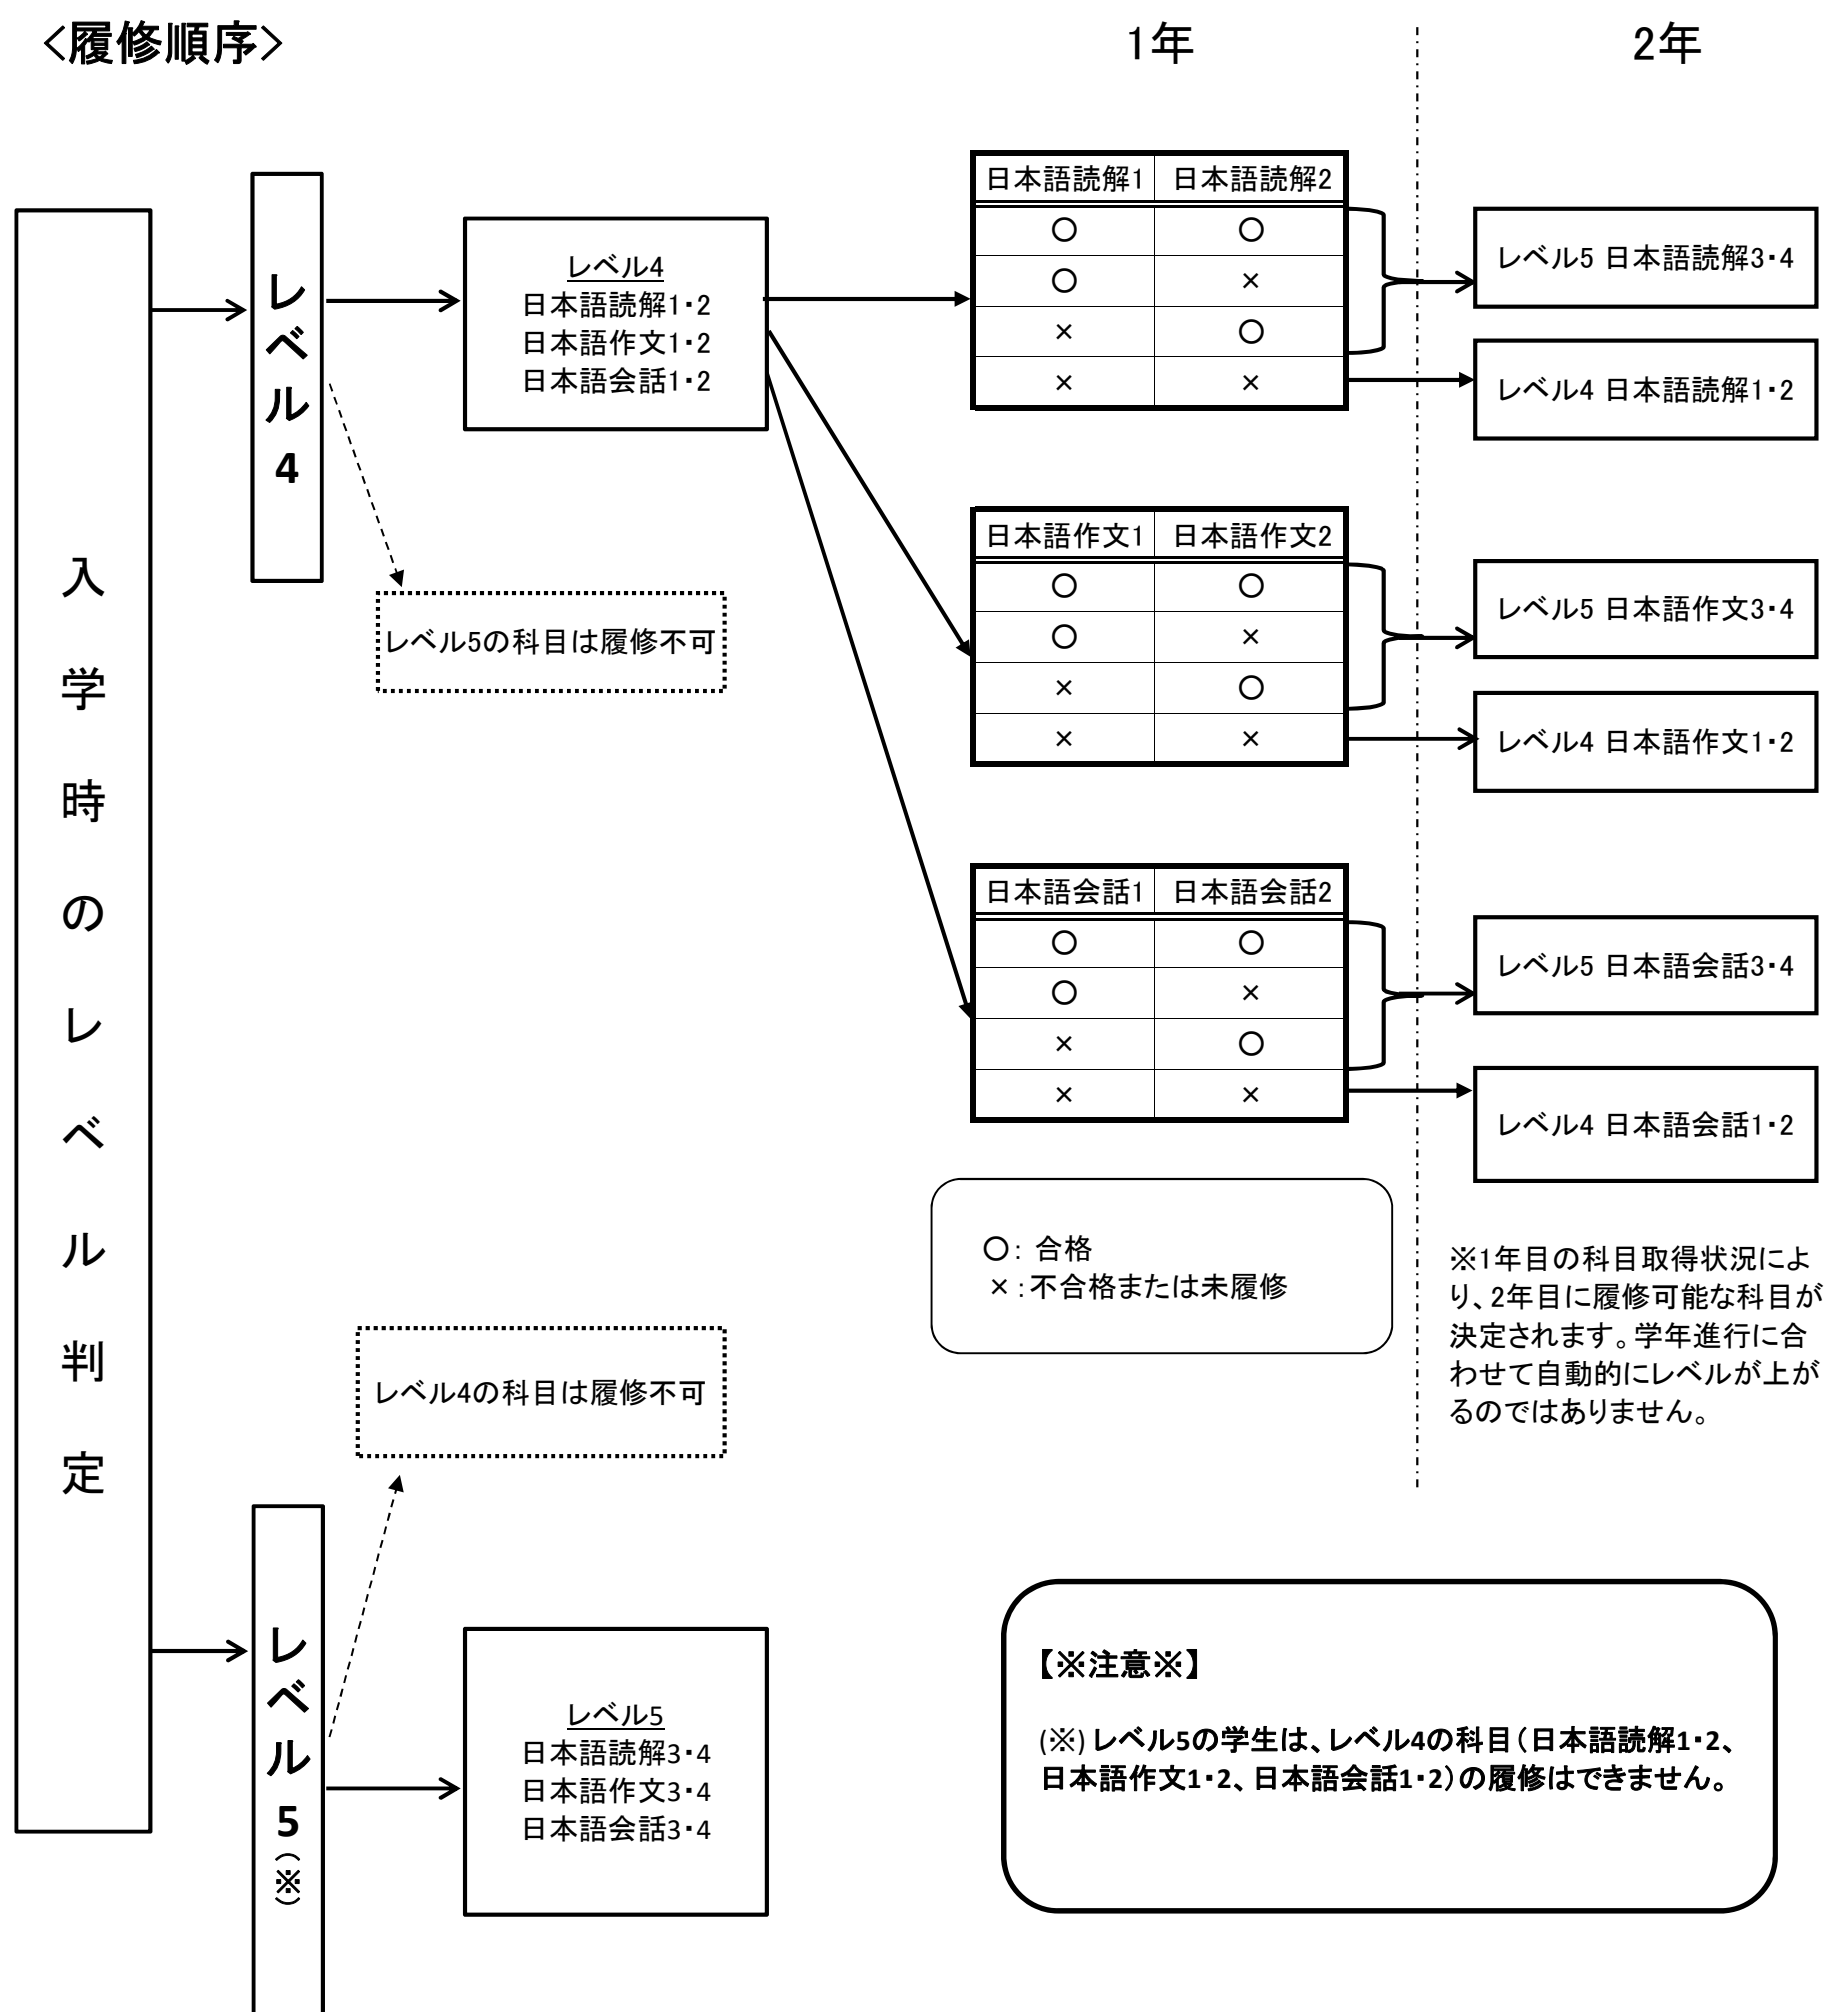 <履修順序>
1年
2年
入学時のレベル判定
レベル4
レベル4
日本語読解1・2
日本語作文1・2
日本語会話1・2
レベル5の科目は履修不可
日本語読解1 日本語読解2
○ ○
○ ×
× ○
× ×
レベル5 日本語読解3・4
レベル4 日本語読解1・2
日本語作文1 日本語作文2
○ ○
○ ×
× ○
× ×
レベル5 日本語作文3・4
レベル4 日本語作文1・2
日本語会話1 日本語会話2
○ ○
○ ×
× ○
× ×
レベル5 日本語会話3・4
レベル4 日本語会話1・2
○: 合格
×:不合格または未履修
※1年目の科目取得状況によ
り、2年目に履修可能な科目が
決定されます。学年進行に合
わせて自動的にレベルが上が
るのではありません。
レベル4の科目は履修不可
レベル5(※)
レベル5
日本語読解3・4
日本語作文3・4
日本語会話3・4
【※注意※】
(※)レベル5の学生は、レベル4の科目(日本語読解1・2、
日本語作文1・2、日本語会話1・2)の履修はできません。